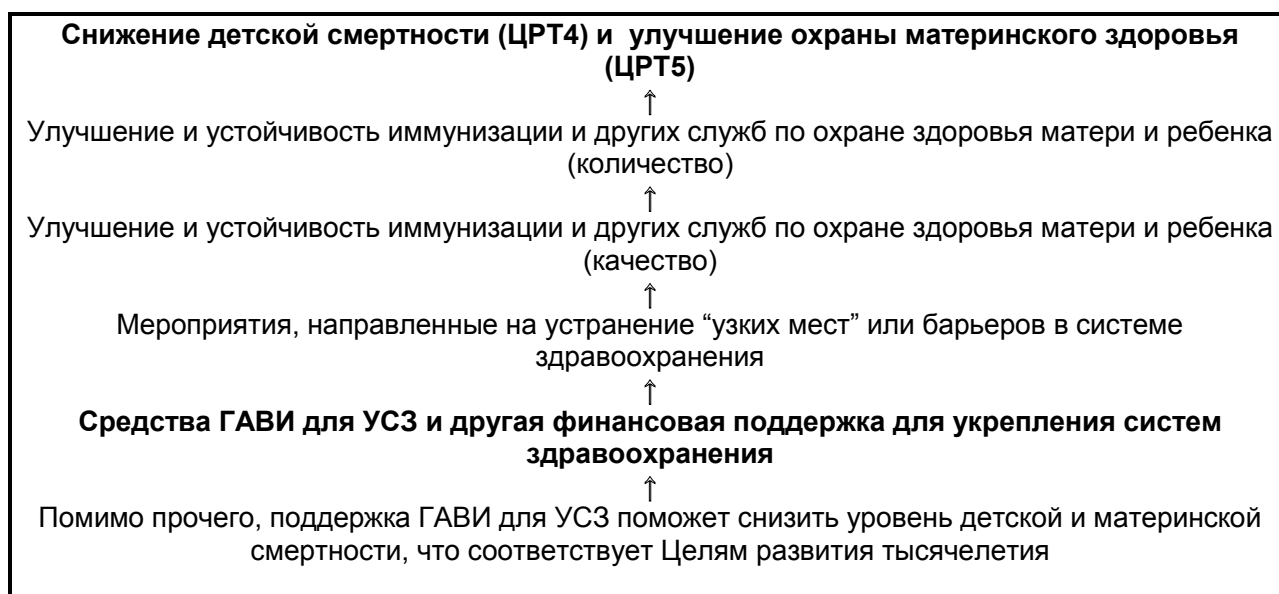 Снижение детской смертности (ЦРТ4) и  улучшение охраны материнского здоровья
(ЦРТ5)
↑
Улучшение и устойчивость иммунизации и других служб по охране здоровья матери и ребенка
(количество)
↑
Улучшение и устойчивость иммунизации и других служб по охране здоровья матери и ребенка
(качество)
↑
Мероприятия, направленные на устранение “узких мест” или барьеров в системе
здравоохранения
↑
Средства ГАВИ для УСЗ и другая финансовая поддержка для укрепления систем
здравоохранения
↑
Помимо прочего, поддержка ГАВИ для УСЗ поможет снизить уровень детской и материнской
смертности, что соответствует Целям развития тысячелетия